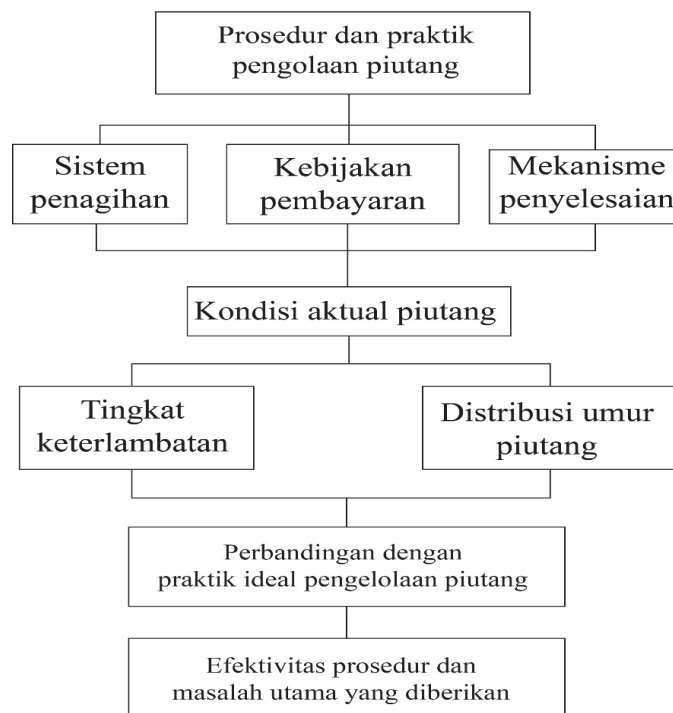 Prosedur dan praktik
pengolaan piutang
Sistem
penagihan
Kebijakan
pembayaran
Mekanisme
penyelesaian
Kondisi aktual piutang
Tingkat
keterlambatan
Distribusi umur
piutang
Perbandingan dengan
praktik ideal pengelolaan piutang
Efektivitas prosedur dan
masalah utama yang diberikan